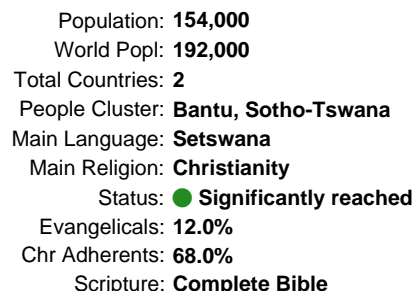 Population: 154,000
World Popl: 192,000
Total Countries: 2
People Cluster: Bantu, Sotho-Tswana
Main Language: Setswana
Main Religion: Christianity
Status: Significantly reached
Evangelicals: 12.0%
Chr Adherents: 68.0%
Scripture: Complete Bible